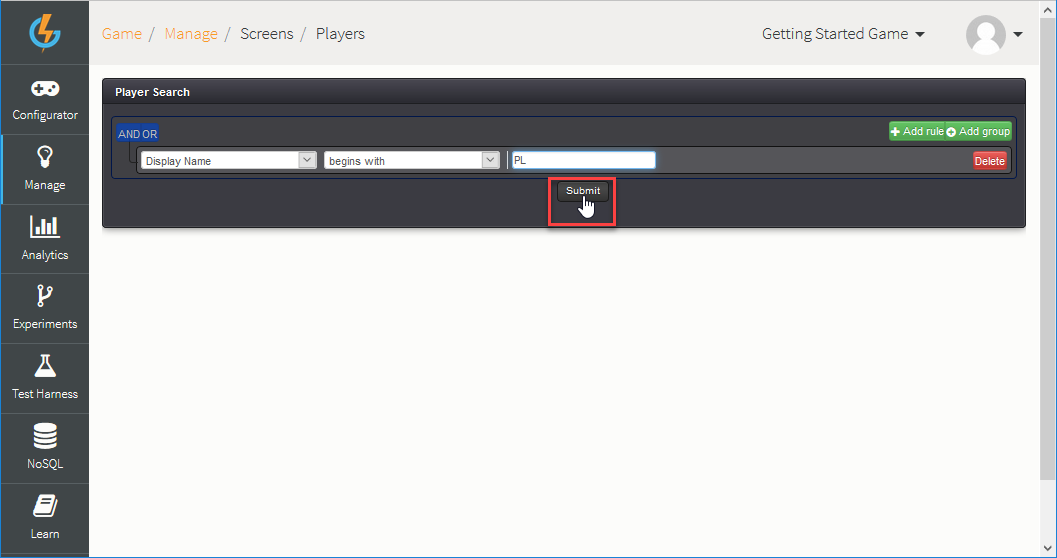 Game / Manage / Screens / Players
Getting Started Game
Configurator
Manage
Analytics
Experiments
Test Harness
NoSQL
Learn
Player Search
AND OR
Add rule Add group
Display Name begins with PL Delete
Submit